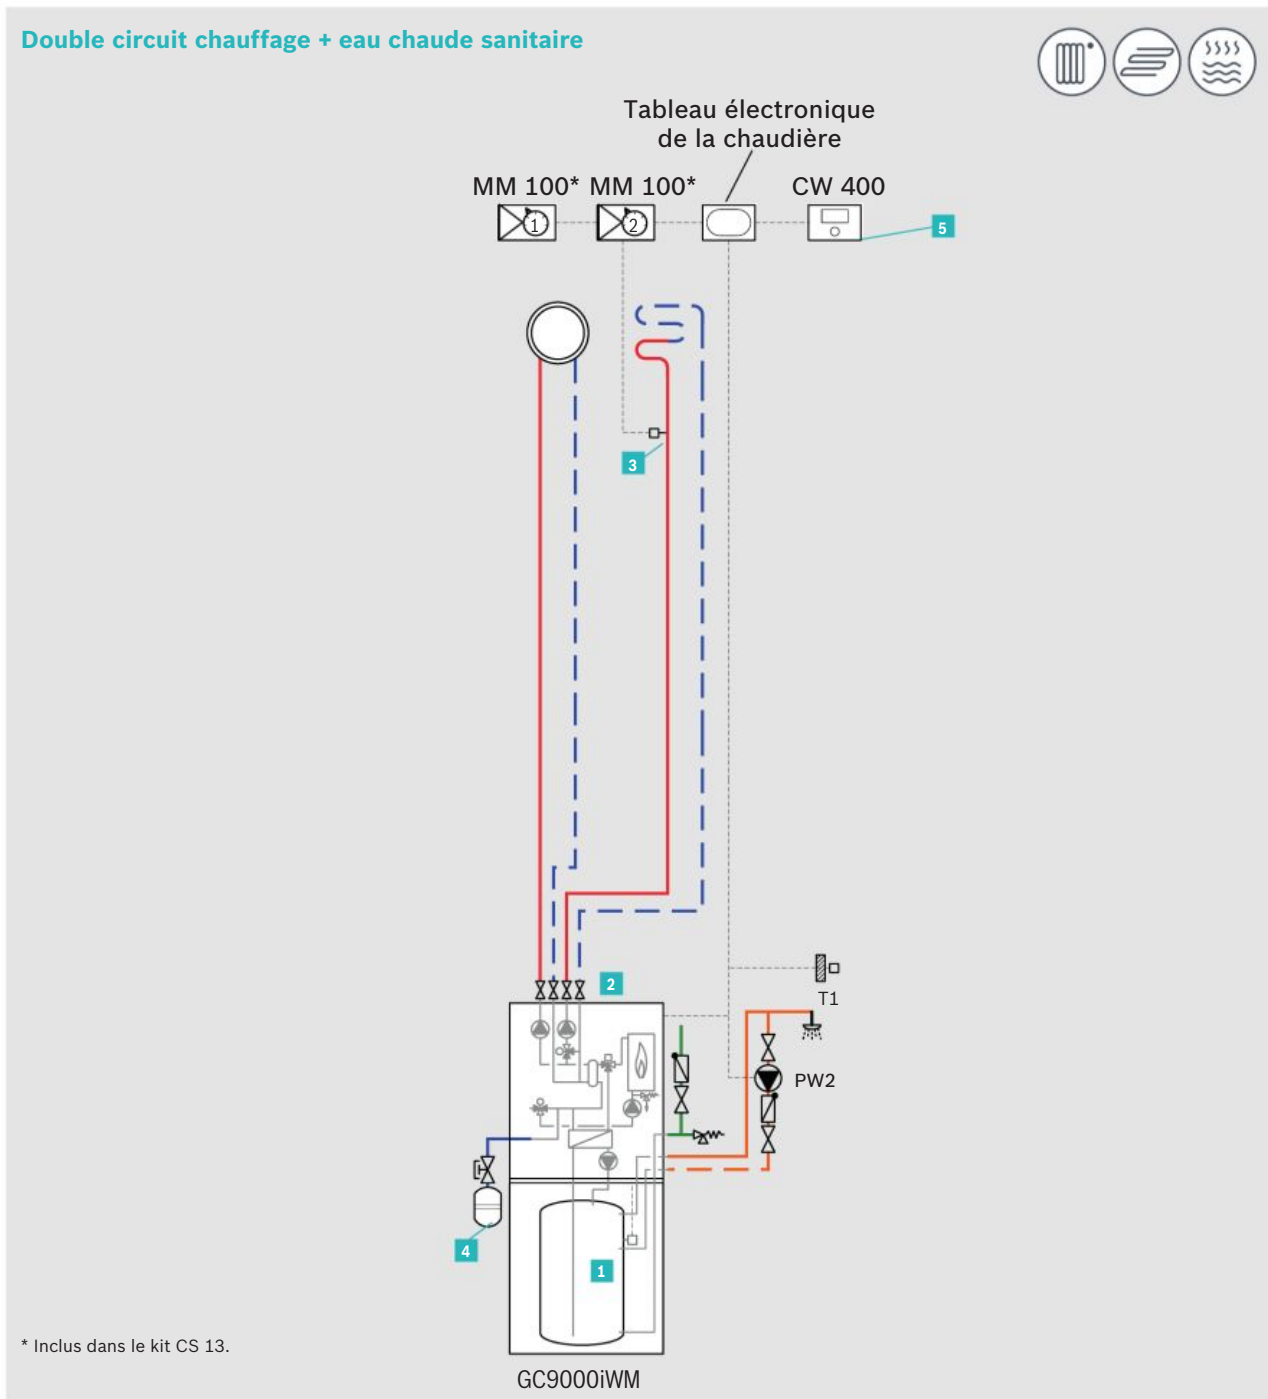 Double circuit chauffage + eau chaude sanitaire
Tableau électronique
de la chaudière
MM 100* MM 100* CW 400
1 2
5
3
2
T1
PW2
4
1
* Inclus dans le kit CS 13.
GC9000iWM